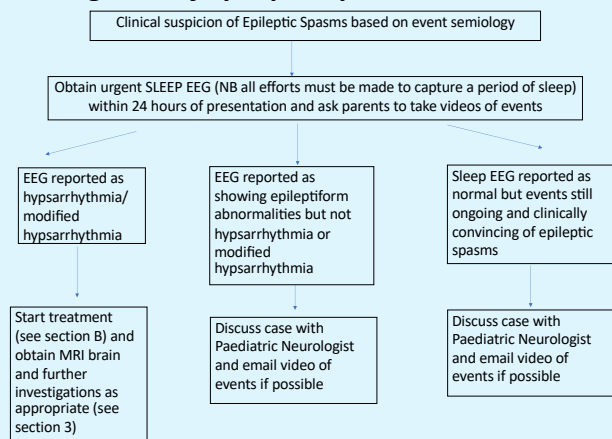 Clinical suspicion of Epileptic Spasms based on event semiology
Obtain urgent SLEEP EEG (NB all efforts must be made to capture a period of sleep)
within 24 hours of presentation and ask parents to take videos of events
EEG reported as
hypsarrhythmia/
modified
hypsarrhythmia
EEG reported as
showing epileptiform
abnormalities but not
hypsarrhythmia or
modified
hypsarrhythmia
Sleep EEG reported as
normal but events still
ongoing and clinically
convincing of epileptic
spasms
Start treatment
(see section B) and
obtain MRI brain
and further
investigations as
appropriate (see
section 3)
Discuss case with
Paediatric Neurologist
and email video of
events if possible
Discuss case with
Paediatric Neurologist
and email video of
events if possible